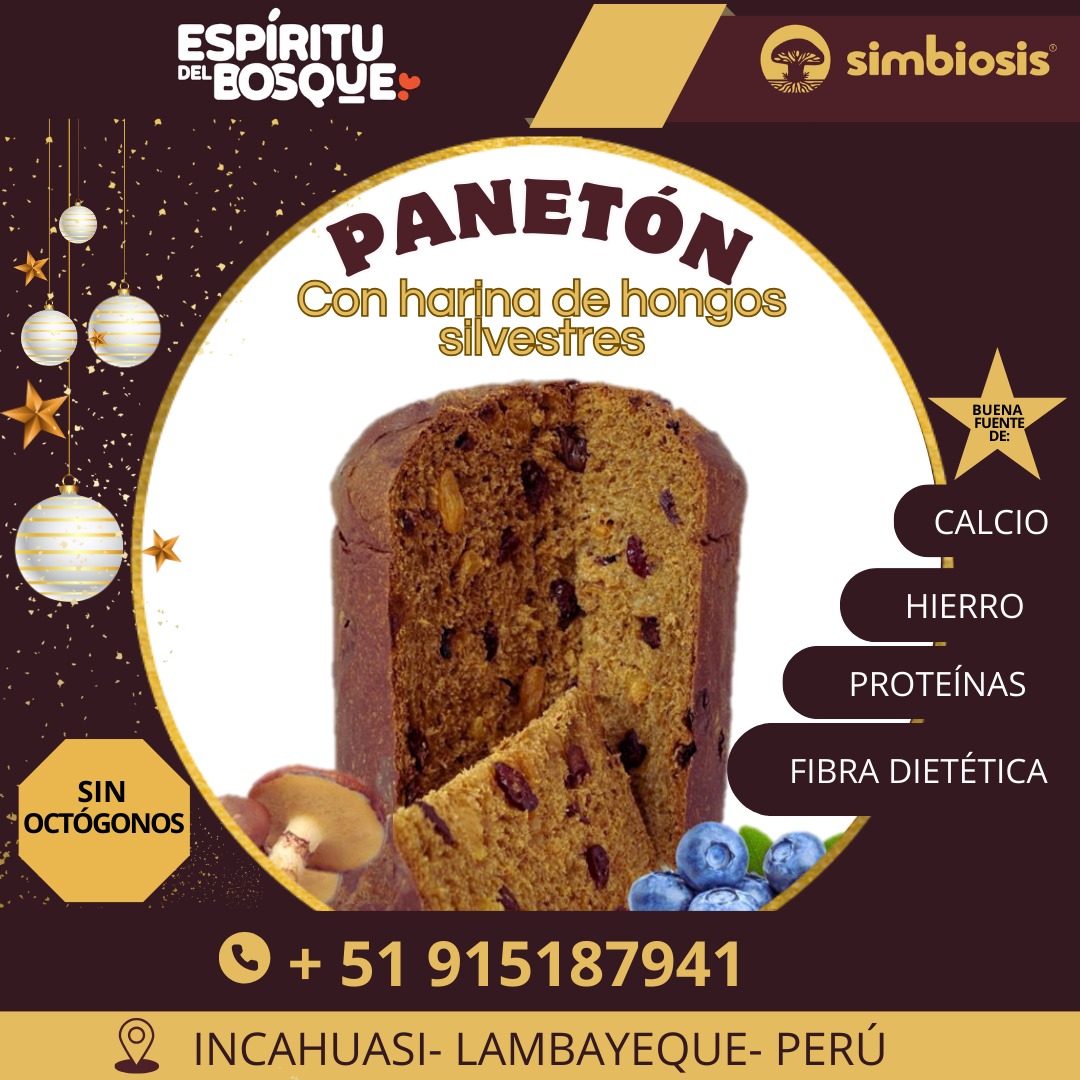 ESPÍRITU
DEL BOSQUE
simbiosis®
PANETÓN
Con harina de hongos
silvestres
BUENA
FUENTE
DE:
CALCIO
HIERRO
PROTEÍNAS
FIBRA DIETÉTICA
SIN
OCTÓGONOS
+ 51 915187941
INCAHUASI- LAMBAYEQUE- PERÚ